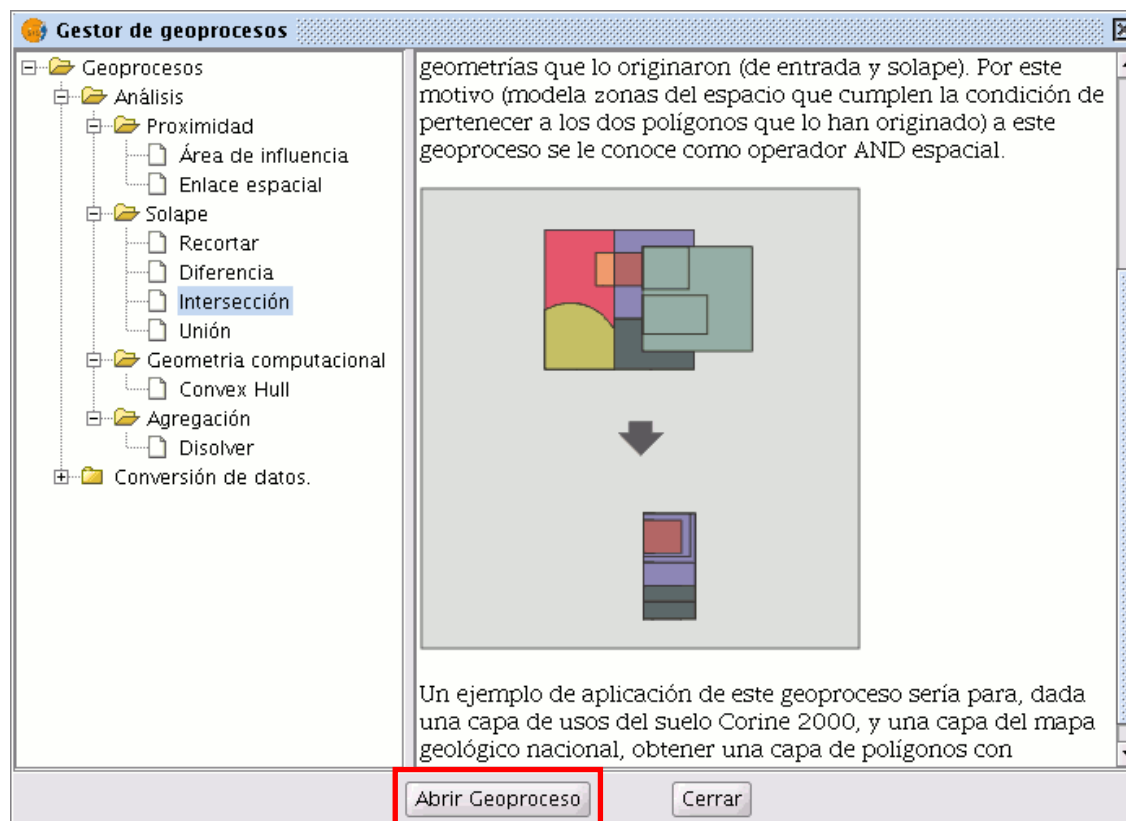 Gestor de geoprocesos
Geoprocesos
Análisis
Proximidad
Área de influencia
Enlace espacial
Solape
Recortar
Diferencia
Intersección
Unión
Geometria computacional
Convex Hull
Agregación
Disolver
Conversión de datos.
geometrías que lo originaron (de entrada y solape). Por este
motivo (modela zonas del espacio que cumplen la condición de
pertenecer a los dos polígonos que lo han originado) a este
geoproceso se le conoce como operador AND espacial.
Un ejemplo de aplicación de este geoproceso sería para, dada
una capa de usos del suelo Corine 2000, y una capa del mapa
geológico nacional, obtener una capa de polígonos con
Abrir Geoproceso
Cerrar